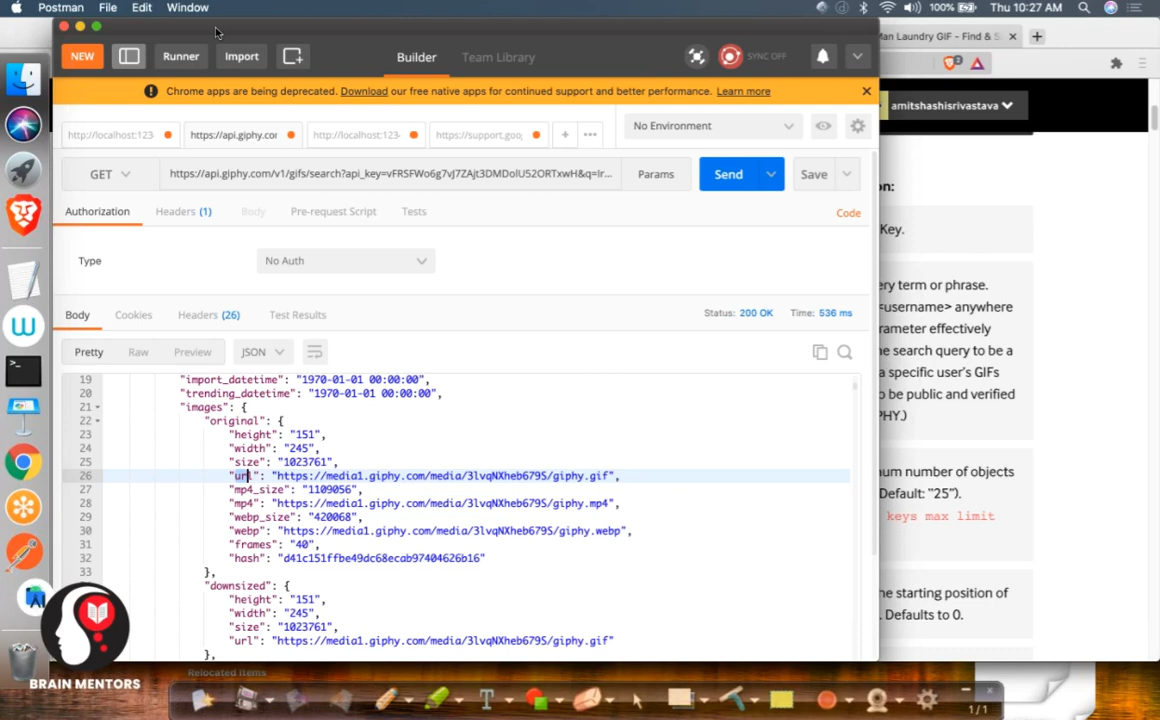 Postman File Edit Window
100% Thu 10:27 AM
Man Laundry GIF - Find & S
NEW Runner Import Builder Team Library SYNC OFF
Chrome apps are being deprecated. Download our free native apps for continued support and better performance. Learn more
amitshashisrivastava
http://localhost:123 https://api.giphy.com http://localhost:123 https://support.goo No Environment
GET https://api.giphy.com/v1/gifs/search?api_key=vFRSFWo6g7vJ7ZAjt3DMDolU52ORTxwH&q=ir... Params Send Save
on:
Authorization Headers (1) Body Pre-request Script Tests Code
Key.
Type No Auth
ery term or phrase.
<username> anywhere
rameter effectively
he search query to be a
a specific user's GIFs
o be public and verified
PHY.)
Body Cookies Headers (26) Test Results Status: 200 OK Time: 536 ms
Pretty Raw Preview JSON
19 "import_datetime": "1970-01-01 00:00:00",
20 "trending_datetime": "1970-01-01 00:00:00",
21 "images": {
22 "original": {
23 "height": "151",
24 "width": "245",
25 "size": "1023761",
26 "url": "https://media1.giphy.com/media/3lvqNXheb679S/giphy.gif",
27 "mp4_size": "1109056",
28 "mp4": "https://media1.giphy.com/media/3lvqNXheb679S/giphy.mp4",
29 "webp_size": "420068",
30 "webp": "https://media1.giphy.com/media/3lvqNXheb679S/giphy.webp",
31 "frames": "40",
32 "hash": "d41c151ffbe49dc68ecab97404626b16"
33 },
"downsized": {
"height": "151",
"width": "245",
"size": "1023761",
"url": "https://media1.giphy.com/media/3lvqNXheb679S/giphy.gif"
},
num number of objects
Default: "25").
keys max limit
he starting position of
. Defaults to 0.
Relocated Items
BRAIN MENTORS
1/1